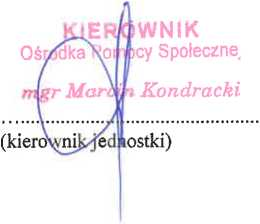 KIEROWNIK
Ośrodka Pomocy Społecznej
mgr Marcin Kondracki
(kierownik jednostki)